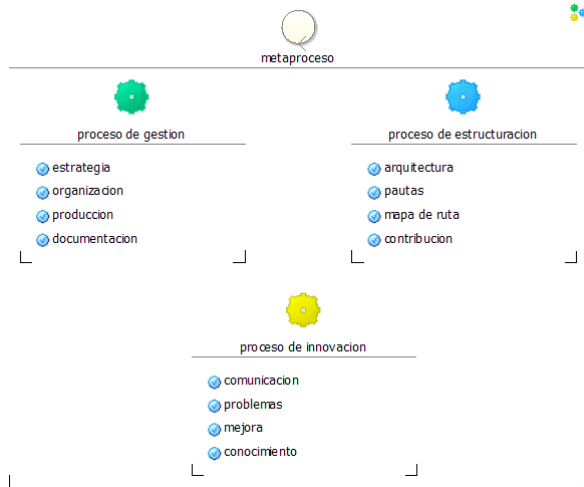 metaproceso
proceso de gestion
estrategia
organizacion
produccion
documentacion
proceso de estructuracion
arquitectura
pautas
mapa de ruta
contribucion
proceso de innovacion
comunicacion
problemas
mejora
conocimiento